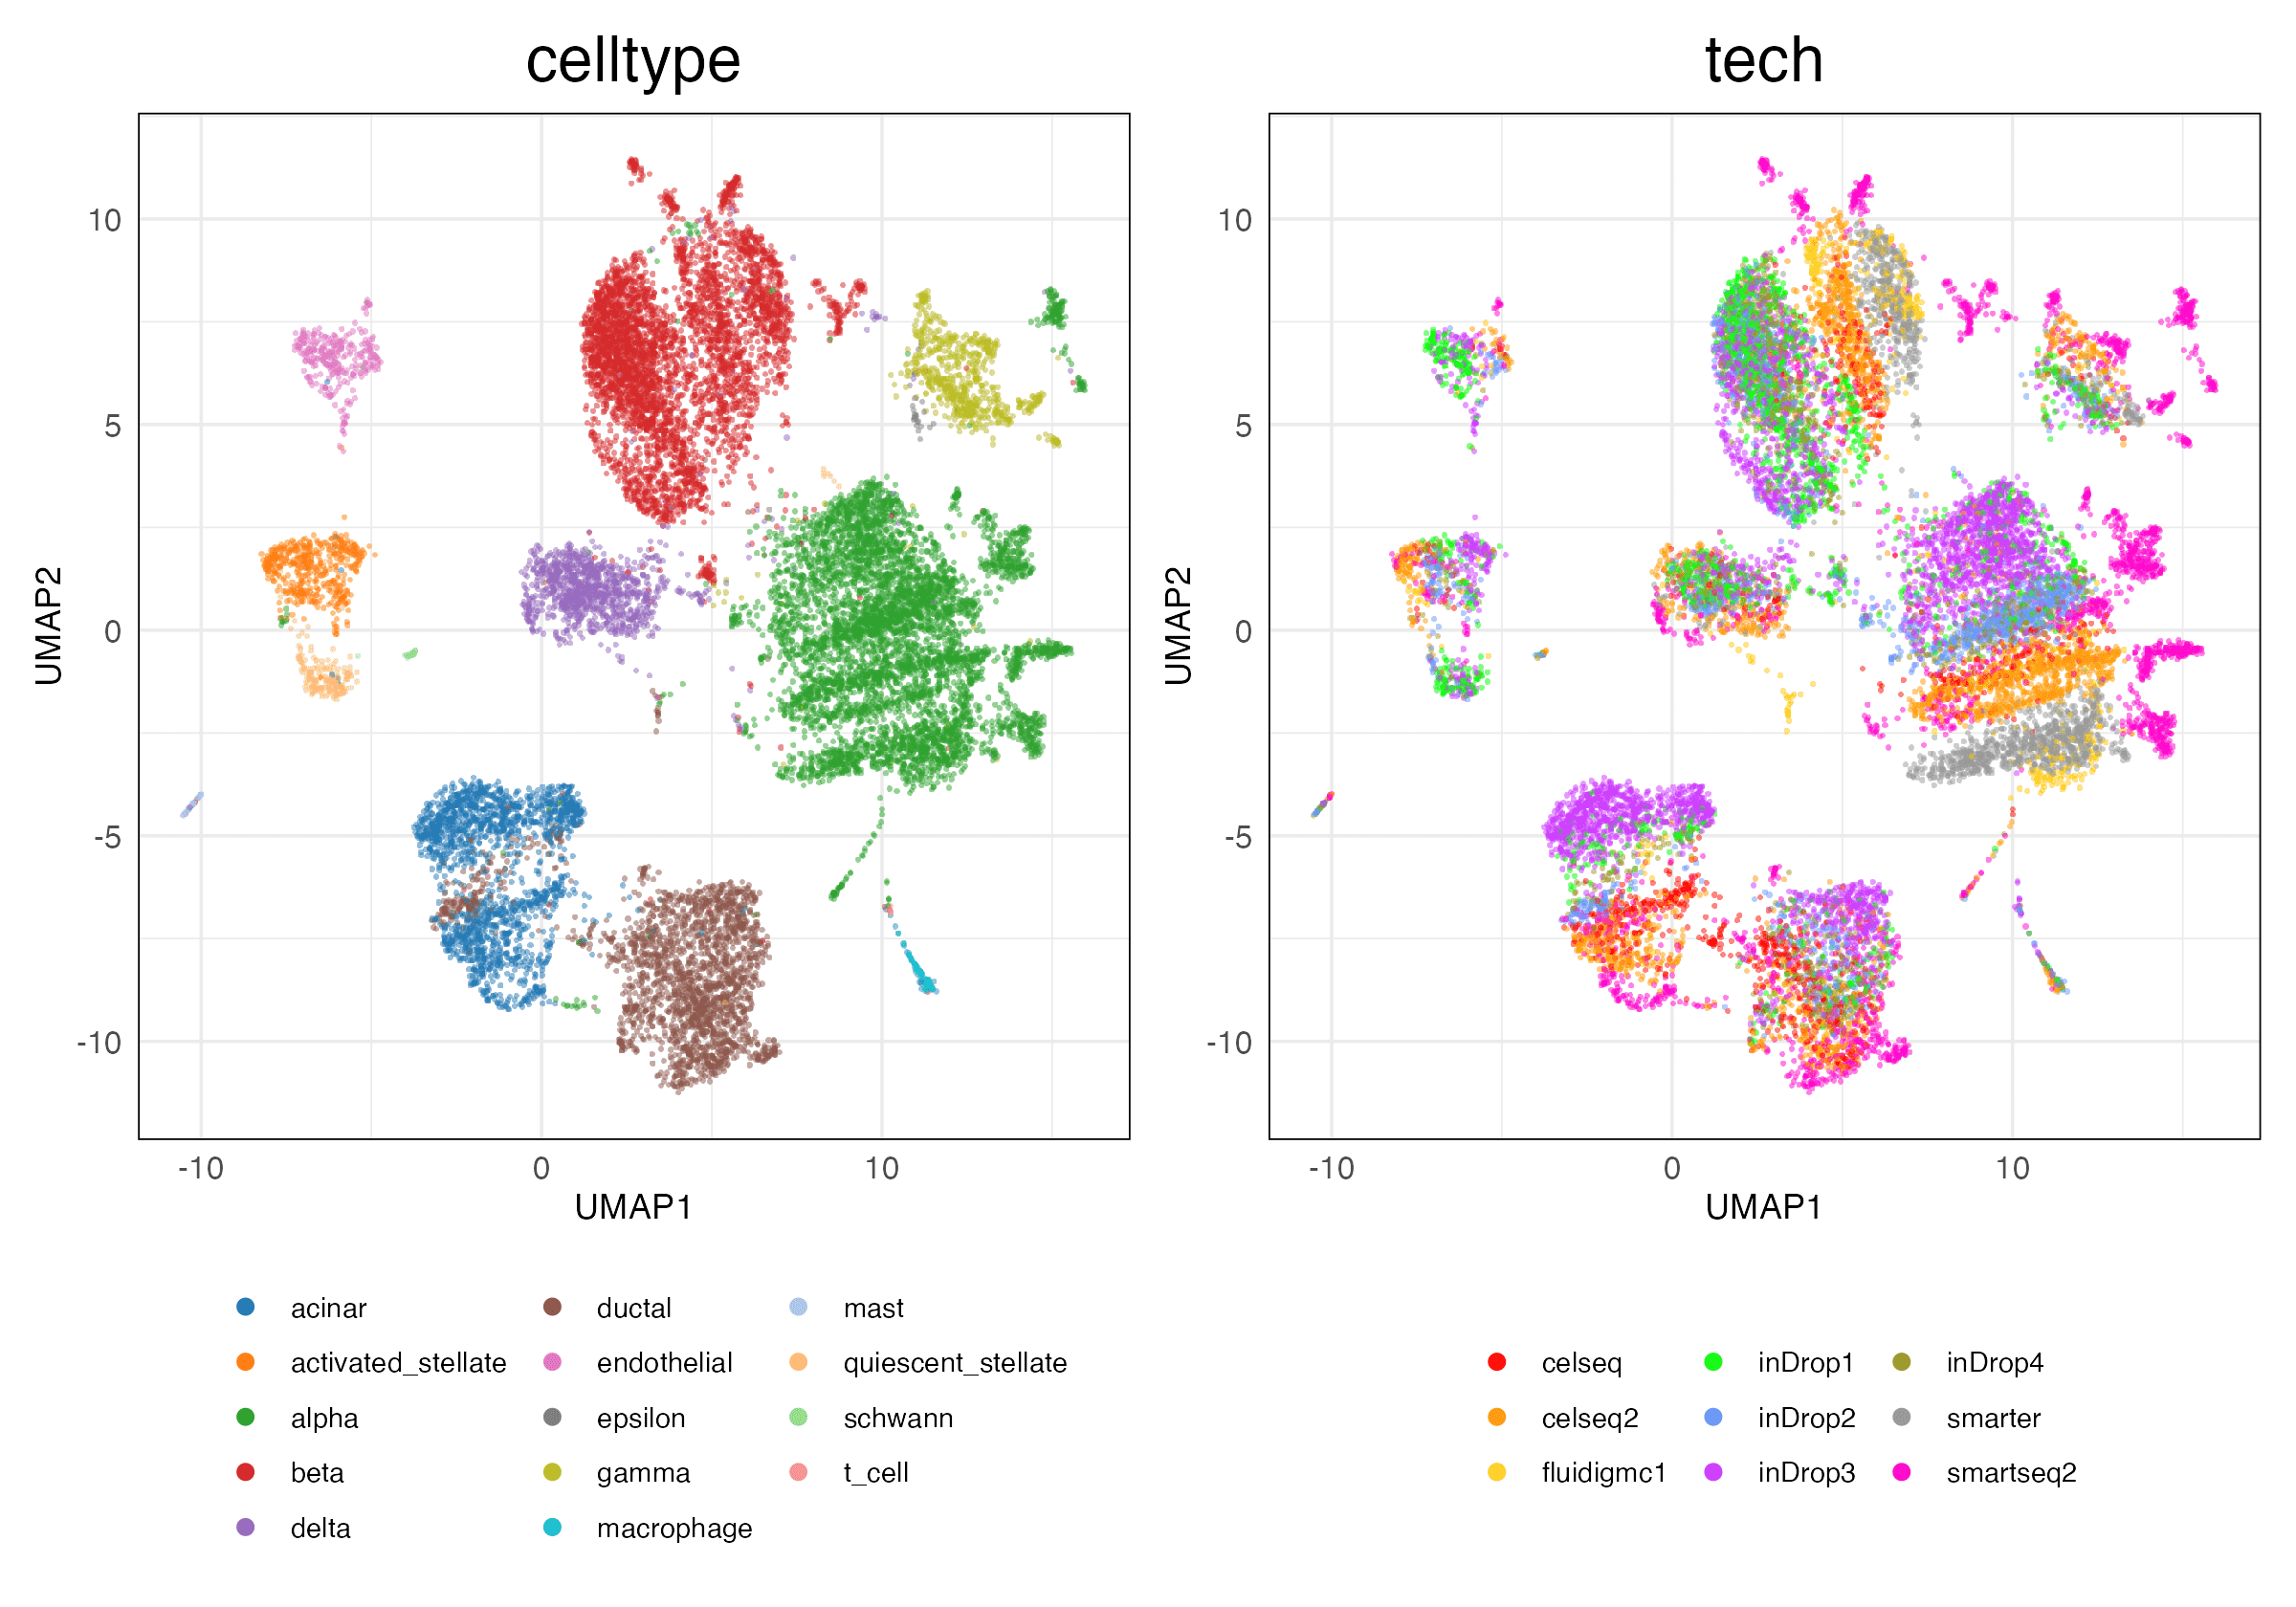 celltype
tech
10
5
0
-5
-10
UMAP2
-10 0 10
UMAP1
10
5
0
-5
-10
UMAP2
-10 0 10
UMAP1
acinar
activated_stellate
alpha
beta
delta
ductal
endothelial
epsilon
gamma
macrophage
mast
quiescent_stellate
schwann
t_cell
celseq
celseq2
fluidigmc1
inDrop1
inDrop2
inDrop3
inDrop4
smarter
smartseq2